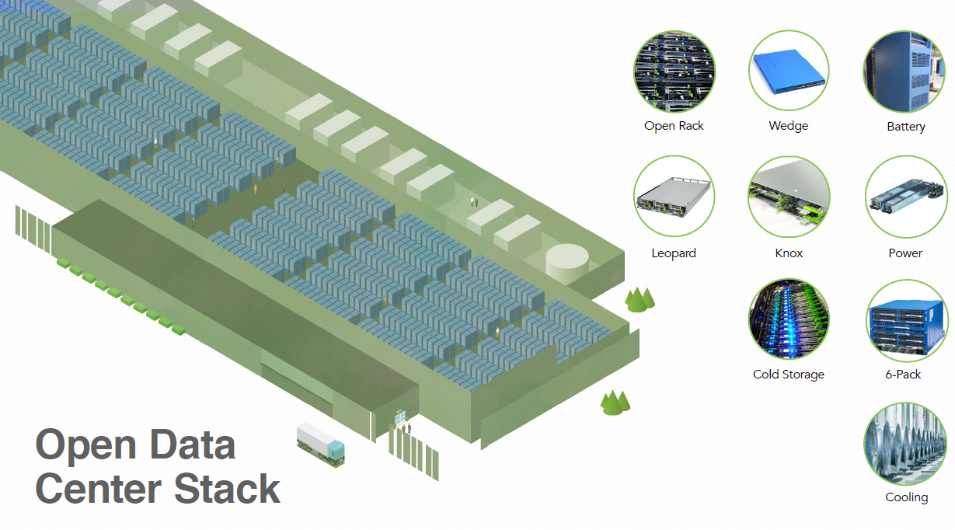 Open Rack
Wedge
Battery
Leopard
Knox
Power
Cold Storage
6-Pack
Cooling
Open Data
Center Stack